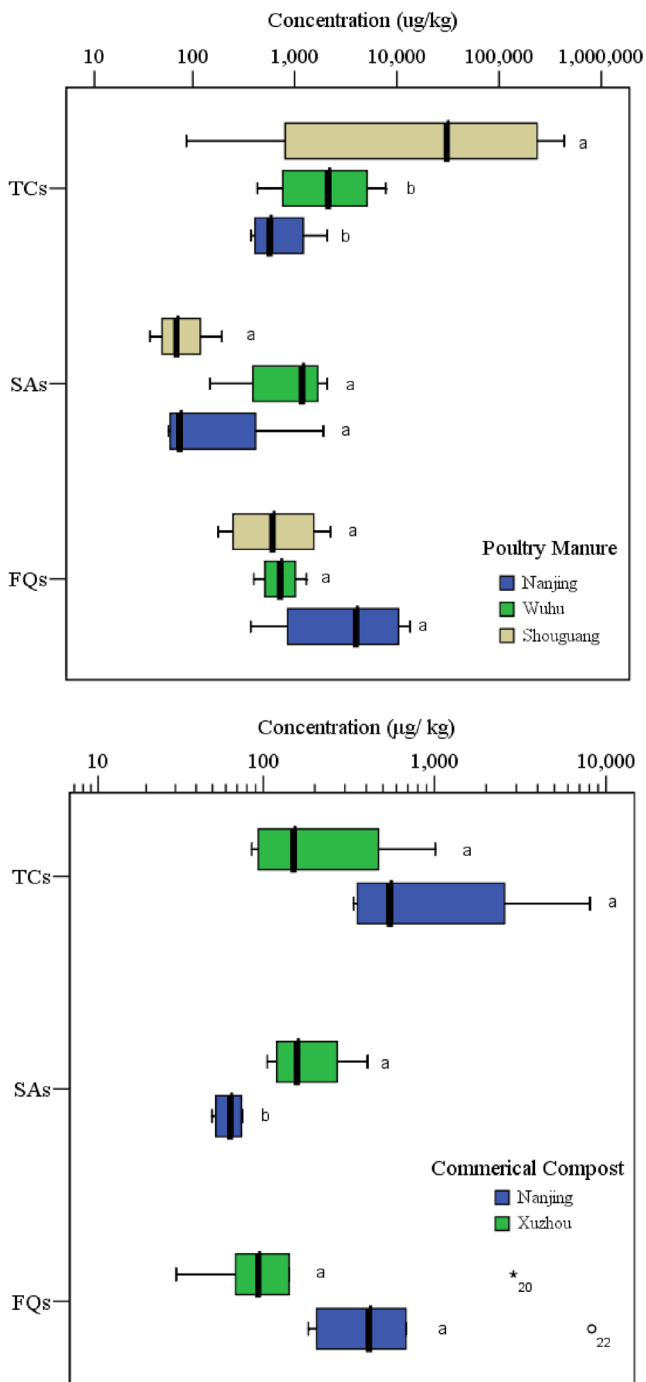 Concentration (ug/kg)
10 100 1,000 10,000 100,000 1,000,000
a
TCs
b
b
a
SAs
a
a
a
FQs
a
a
Poultry Manure
Nanjing
Wuhu
Shouguang
Concentration (µg/ kg)
10 100 1,000 10,000
a
TCs
a
a
SAs
b
Commerical Compost
Nanjing
Xuzhou
a *20
FQs
a 22